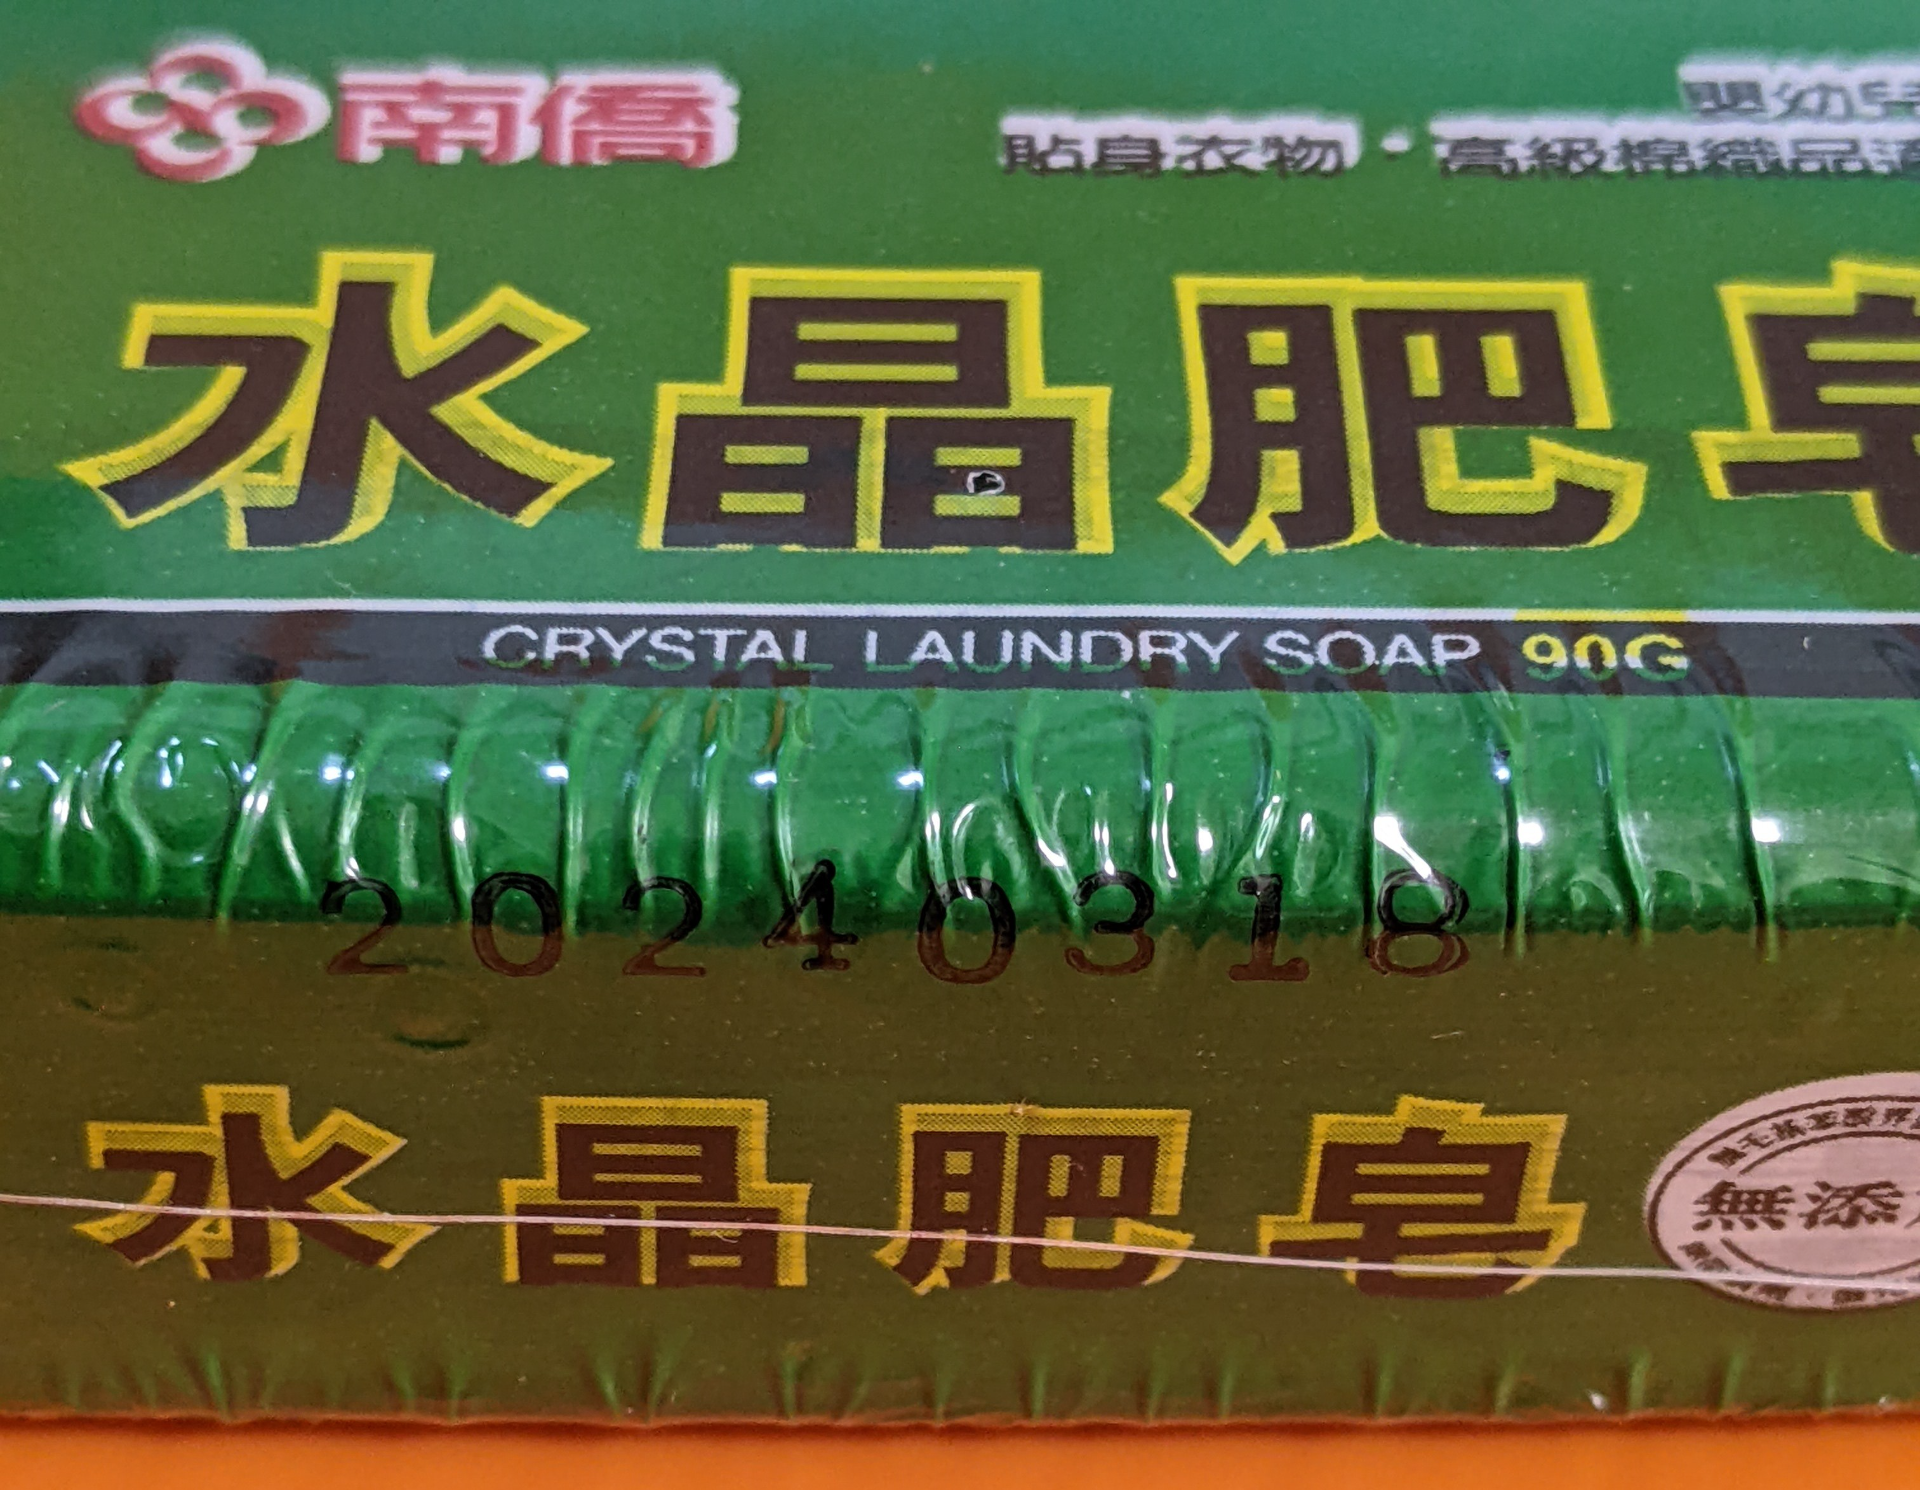 南僑
嬰幼兒
貼身衣物・高級棉織品適
水晶肥皂
CRYSTAL LAUNDRY SOAP 90G
20240318
水晶肥皂
無添